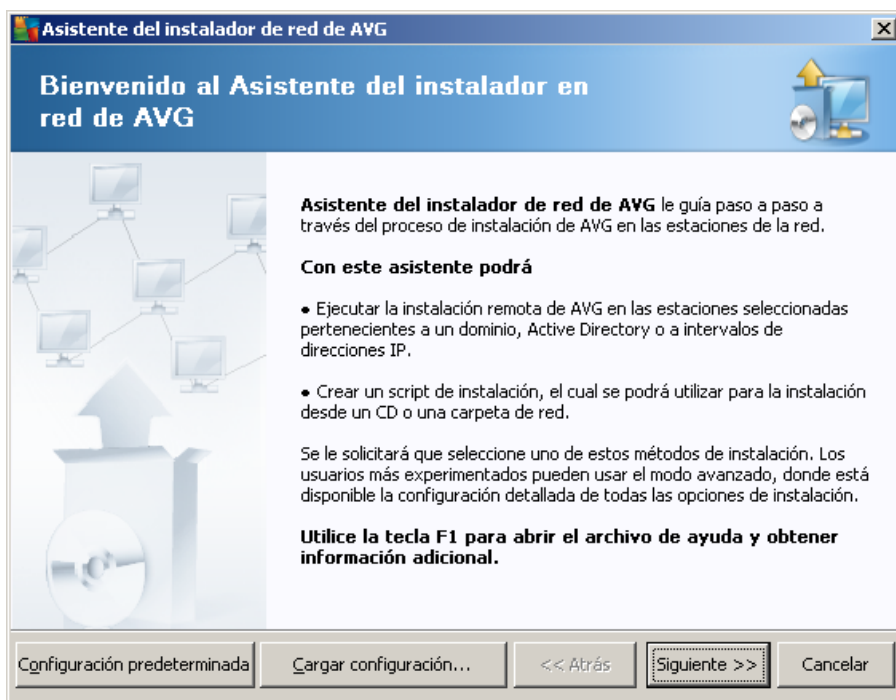 Asistente del instalador de red de AVG
Bienvenido al Asistente del instalador en
red de AVG
Asistente del instalador de red de AVG le guía paso a paso a
través del proceso de instalación de AVG en las estaciones de la red.
Con este asistente podrá
• Ejecutar la instalación remota de AVG en las estaciones seleccionadas
pertenecientes a un dominio, Active Directory o a intervalos de
direcciones IP.
• Crear un script de instalación, el cual se podrá utilizar para la instalación
desde un CD o una carpeta de red.
Se le solicitará que seleccione uno de estos métodos de instalación. Los
usuarios más experimentados pueden usar el modo avanzado, donde está
disponible la configuración detallada de todas las opciones de instalación.
Utilice la tecla F1 para abrir el archivo de ayuda y obtener
información adicional.
Configuración predeterminada
Cargar configuración...
<< Atrás
Siguiente >>
Cancelar